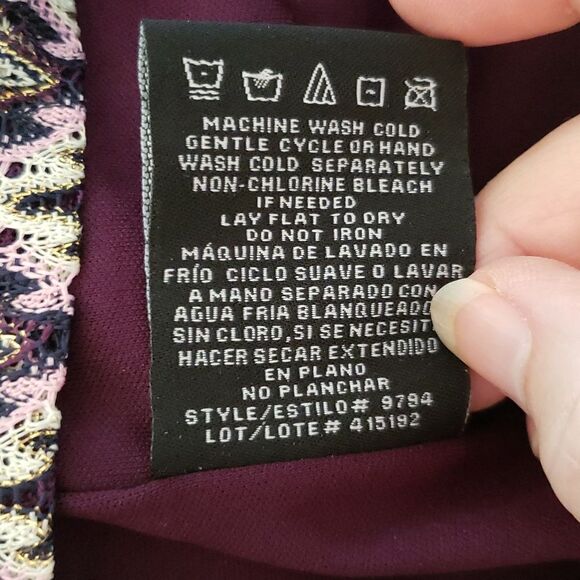 MACHINE WASH COLD
GENTLE CYCLE OR HAND
WASH COLD SEPARATELY
NON-CHLORINE BLEACH
IF NEEDED
LAY FLAT TO DRY
DO NOT IRON
MÁQUINA DE LAVADO EN
FRÍO CICLO SUAVE O LAVAR
A MANO SEPARADO CON
AGUA FRIA
SIN CLORO, SI SE
HACER SECAR EXTENDIDO
EN PLANO
NO PLANCHAR
STYLE/ESTILO# 9794
LOT/LOTE# 415192